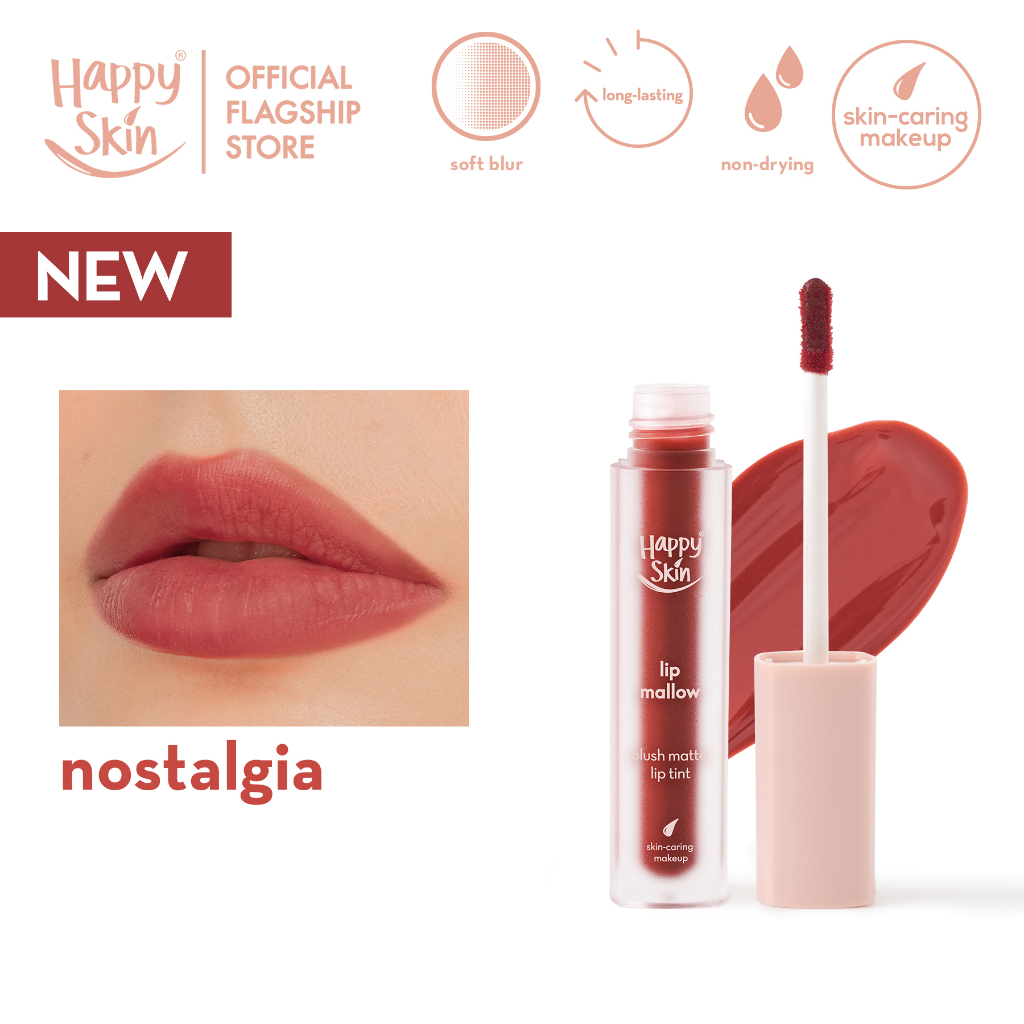 Happy®
Skin
OFFICIAL
FLAGSHIP
STORE
soft blur
long-lasting
non-drying
skin-caring
makeup
NEW
nostalgia
Happy®
Skin
lip
mallow
plush matte
lip tint
skin-caring
makeup